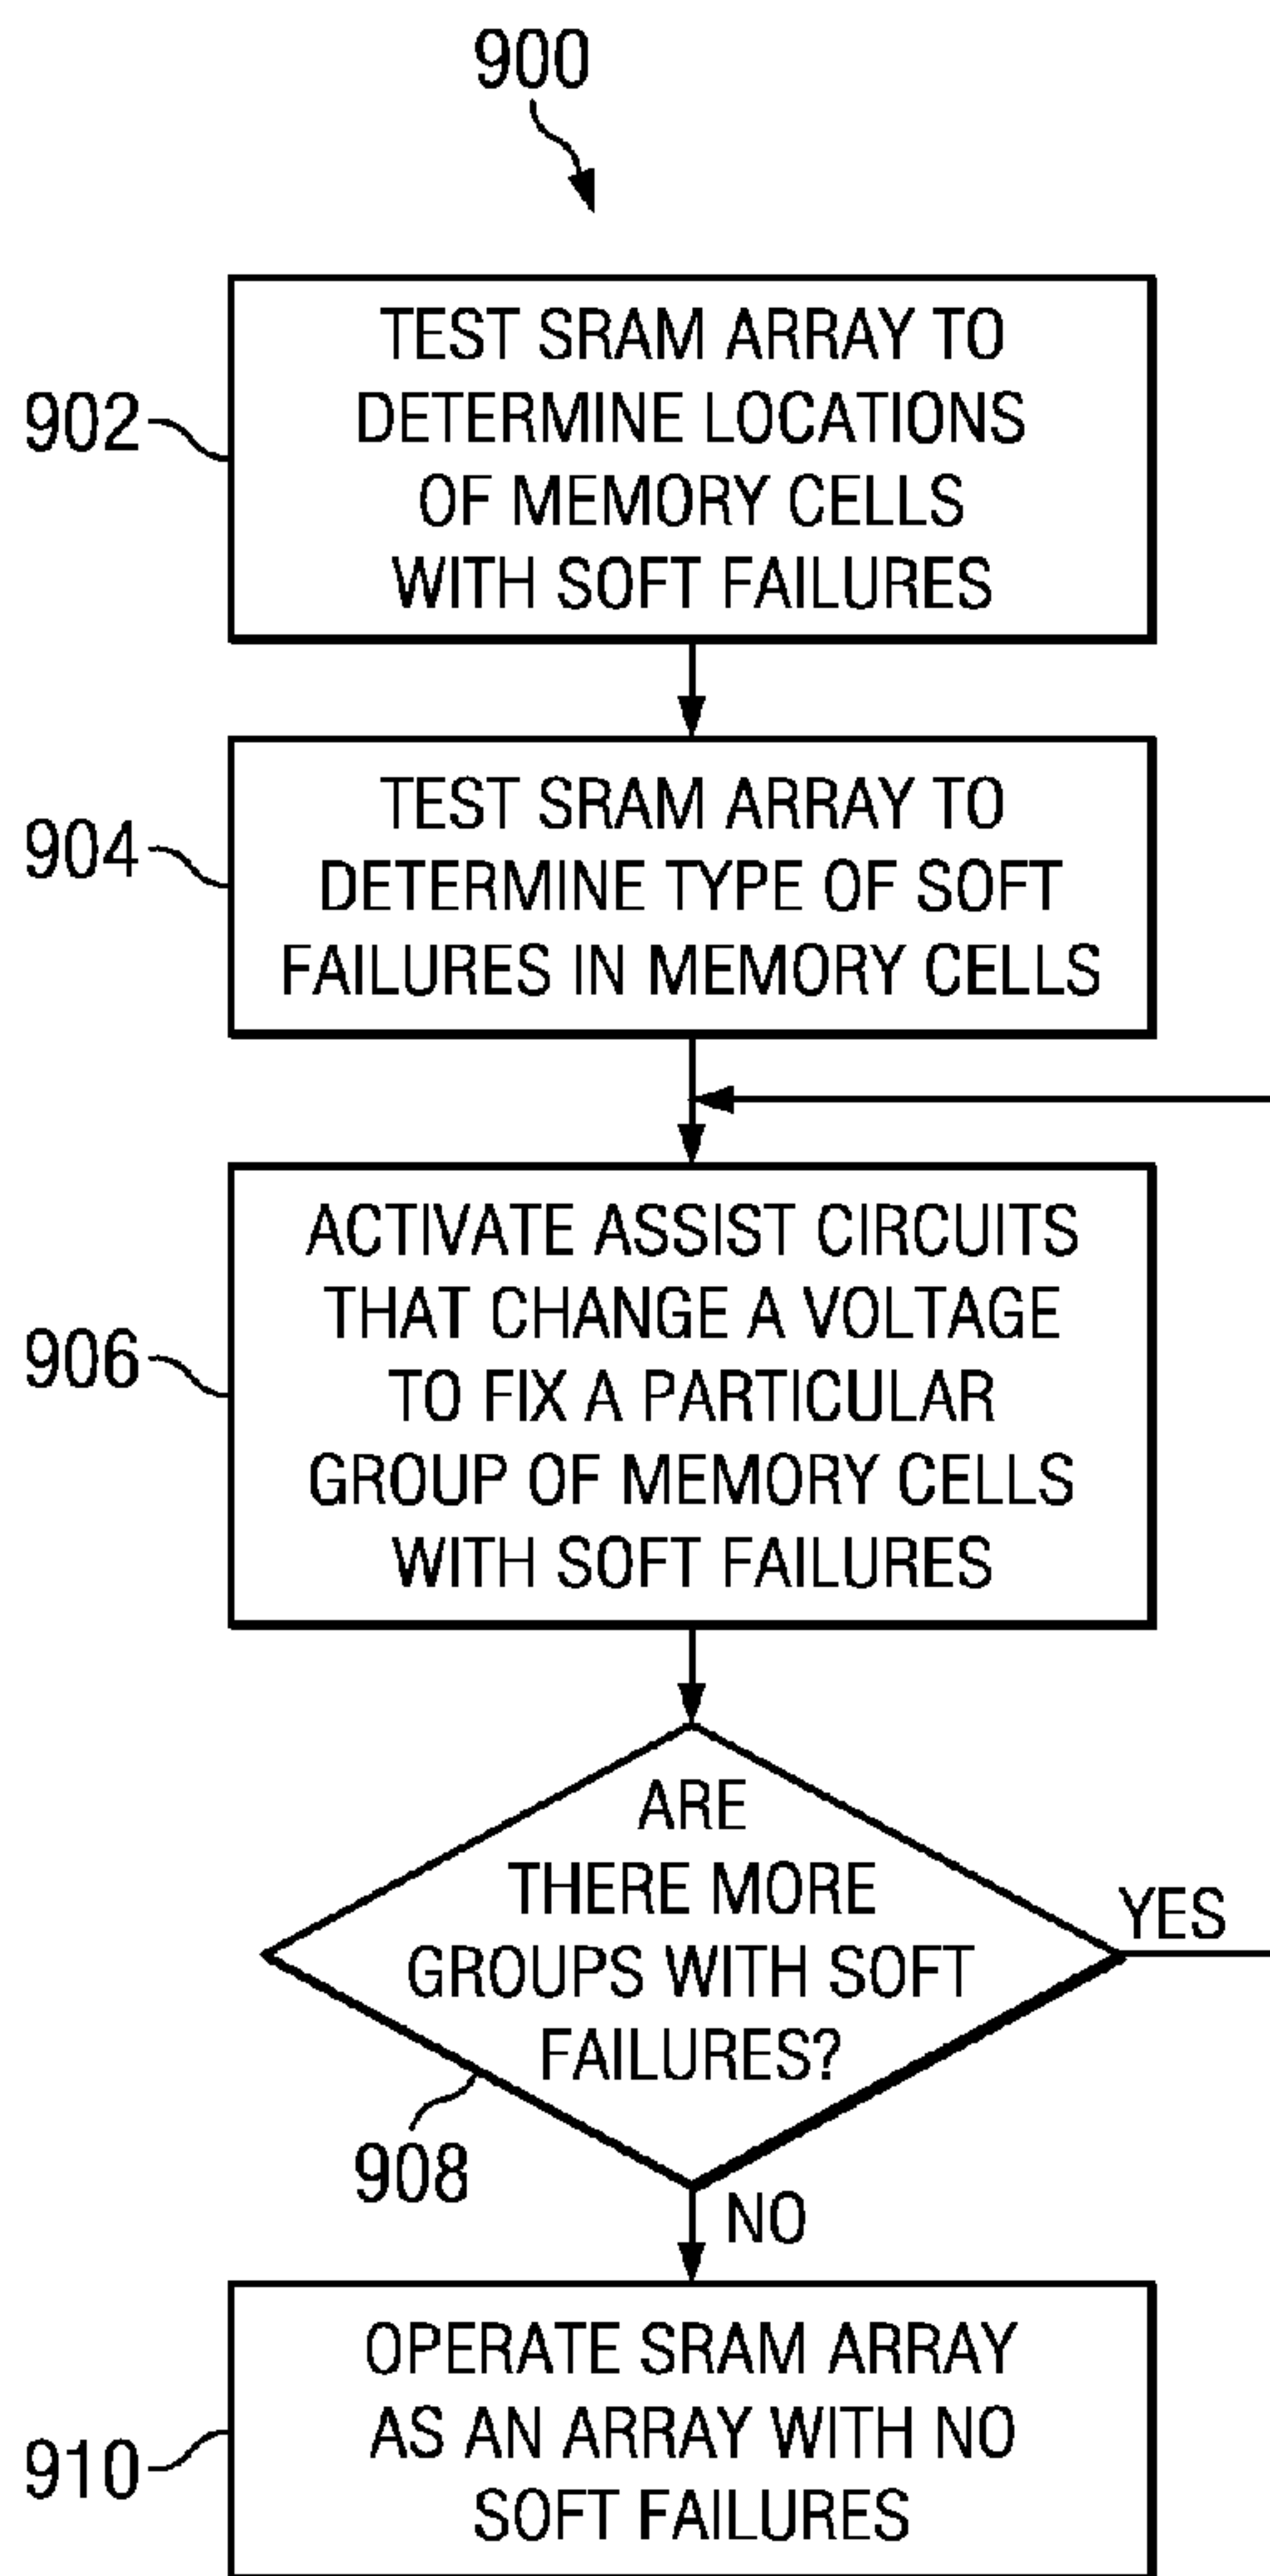 900
902
TEST SRAM ARRAY TO
DETERMINE LOCATIONS
OF MEMORY CELLS
WITH SOFT FAILURES
904
TEST SRAM ARRAY TO
DETERMINE TYPE OF SOFT
FAILURES IN MEMORY CELLS
906
ACTIVATE ASSIST CIRCUITS
THAT CHANGE A VOLTAGE
TO FIX A PARTICULAR
GROUP OF MEMORY CELLS
WITH SOFT FAILURES
ARE
THERE MORE
GROUPS WITH SOFT
FAILURES?
YES
908
NO
910
OPERATE SRAM ARRAY
AS AN ARRAY WITH NO
SOFT FAILURES